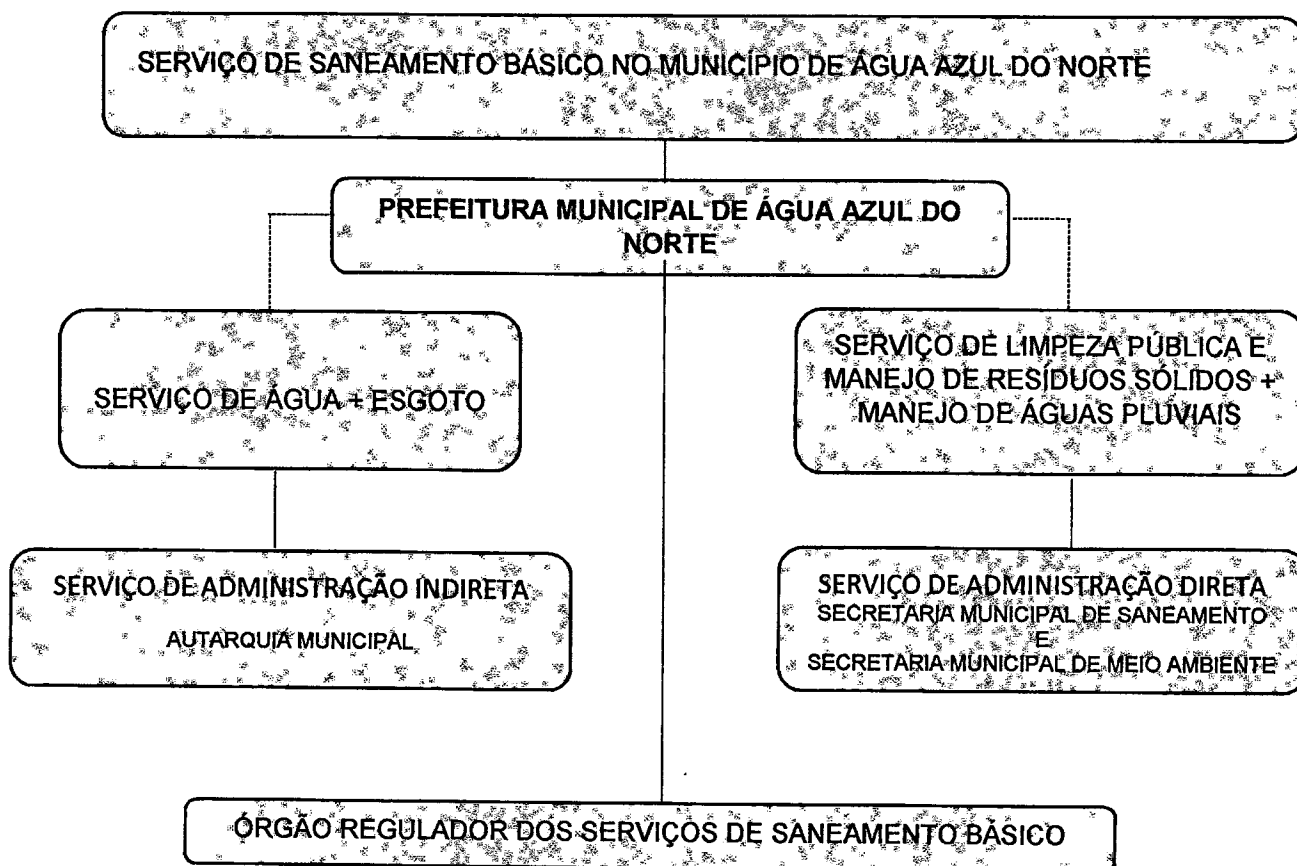 SERVIÇO DE SANEAMENTO BÁSICO NO MUNICÍPIO DE ÁGUA AZUL DO NORTE
PREFEITURA MUNICIPAL DE ÁGUA AZUL DO
NORTE
SERVIÇO DE ÁGUA + ESGOTO
SERVIÇO DE LIMPEZA PÚBLICA E
MANEJO DE RESÍDUOS SÓLIDOS +
MANEJO DE ÁGUAS PLUVIAIS
SERVIÇO DE ADMINISTRAÇÃO INDIRETA
AUTARQUIA MUNICIPAL
SERVIÇO DE ADMINISTRAÇÃO DIRETA
SECRETARIA MUNICIPAL DE SANEAMENTO
E
SECRETARIA MUNICIPAL DE MEIO AMBIENTE
ÓRGÃO REGULADOR DOS SERVIÇOS DE SANEAMENTO BÁSICO